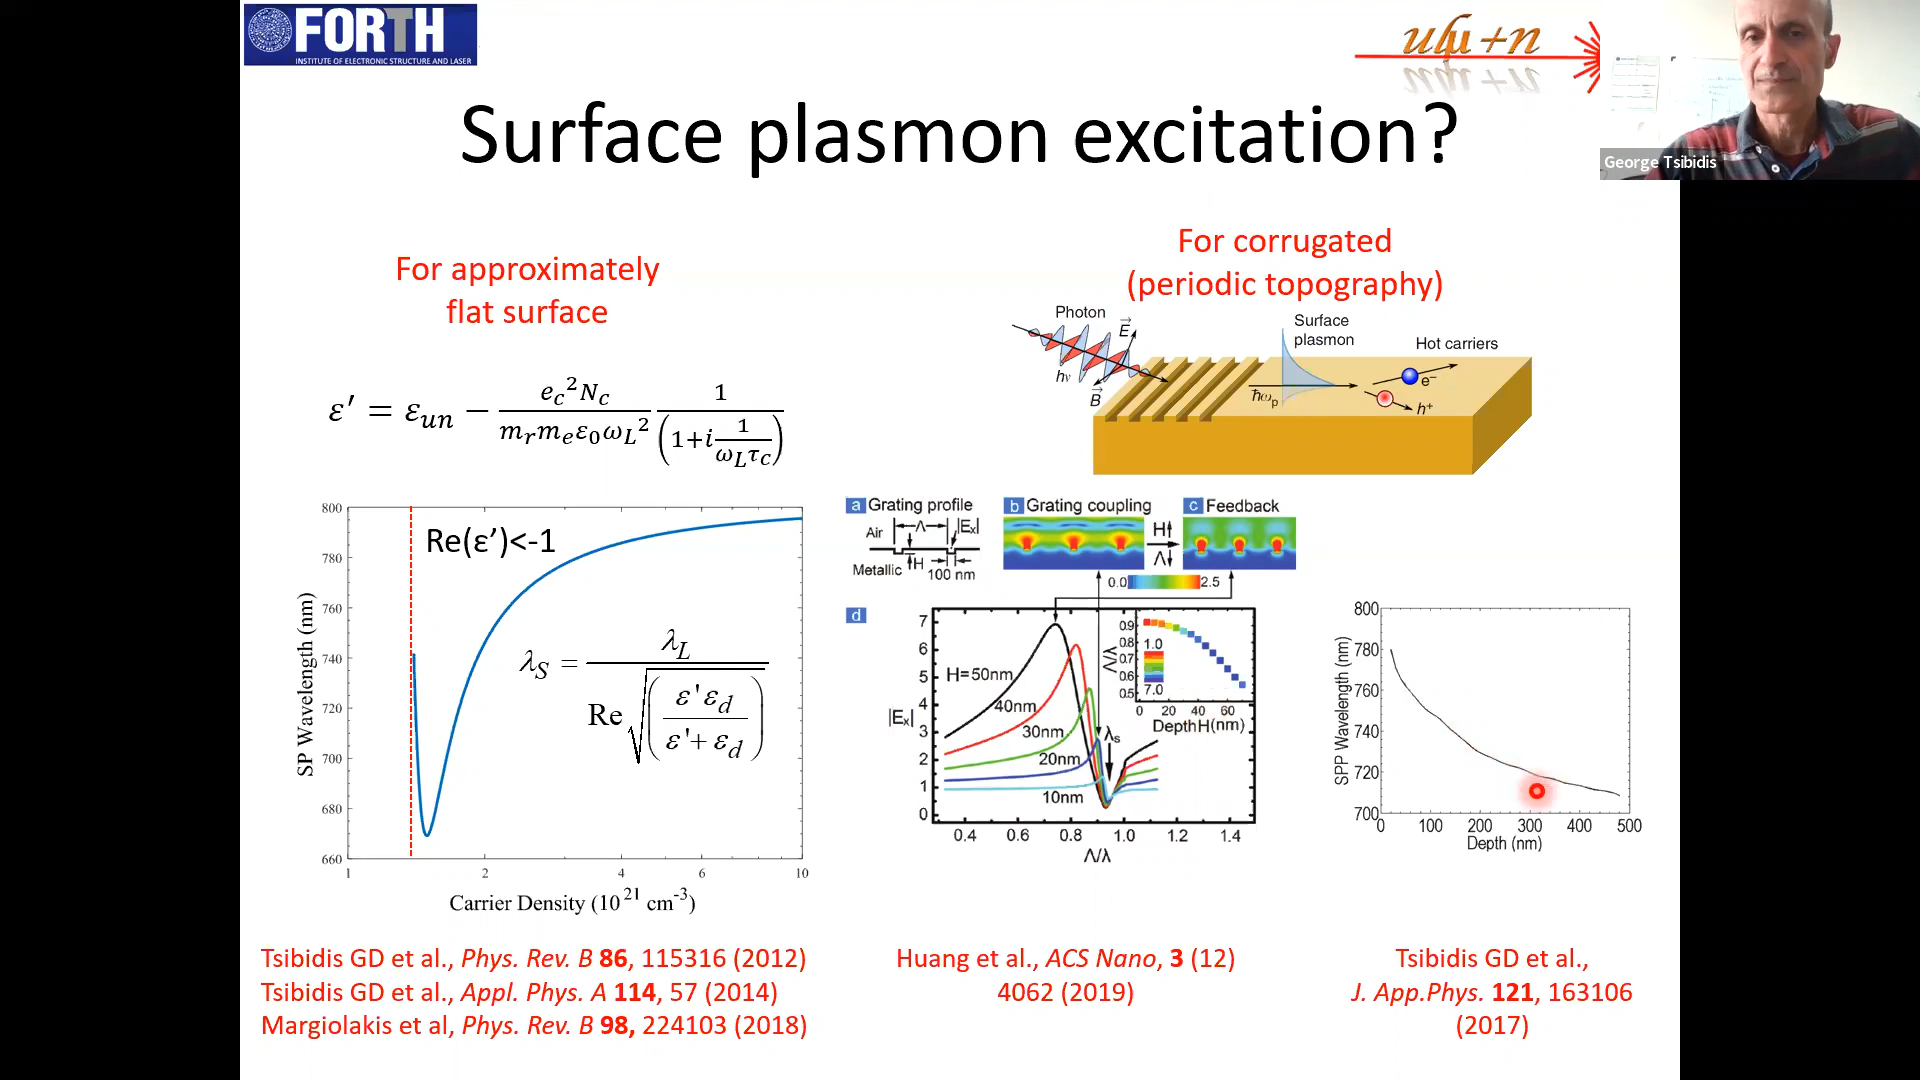 FORTH
INSTITUTE OF ELECTRONIC STRUCTURE AND LASER
George Tsibidis
Surface plasmon excitation?
For approximately
flat surface
ε' = ε_un − e_c²N_c / (m_r m_e ε_0 ω_L²) 1 / (1+i 1/(ω_L τ_C))
800
780
760
740
720
700
680
660
1
2
4
6
10
SP Wavelength (nm)
Carrier Density (10²¹ cm⁻³)
Re(ε')<-1
λ_S = λ_L / Re√(ε'ε_d / (ε'+ε_d))
For corrugated
(periodic topography)
Photon
E
hν
B
Surface
plasmon
ħω_p
Hot carriers
e⁻
h⁺
a Grating profile
Air
Λ
|Eₓ|
Metallic
H
100 nm
b Grating coupling
H
Λ
c Feedback
0.0
2.5
d
7
6
5
4
3
2
1
0
|Eₓ|
H=50nm
40nm
30nm
20nm
10nm
λs
0.9
0.8
0.7
0.6
0.5
Λ/λ
1.0
7.0
0 20 40 60
Depth H (nm)
0.4 0.6 0.8 1.0 1.2 1.4
Λ/λ
800
780
760
740
720
700
SPP Wavelength (nm)
0 100 200 300 400 500
Depth (nm)
Tsibidis GD et al., Phys. Rev. B 86, 115316 (2012)
Tsibidis GD et al., Appl. Phys. A 114, 57 (2014)
Margiolakis et al, Phys. Rev. B 98, 224103 (2018)
Huang et al., ACS Nano, 3 (12)
4062 (2019)
Tsibidis GD et al.,
J. App.Phys. 121, 163106
(2017)